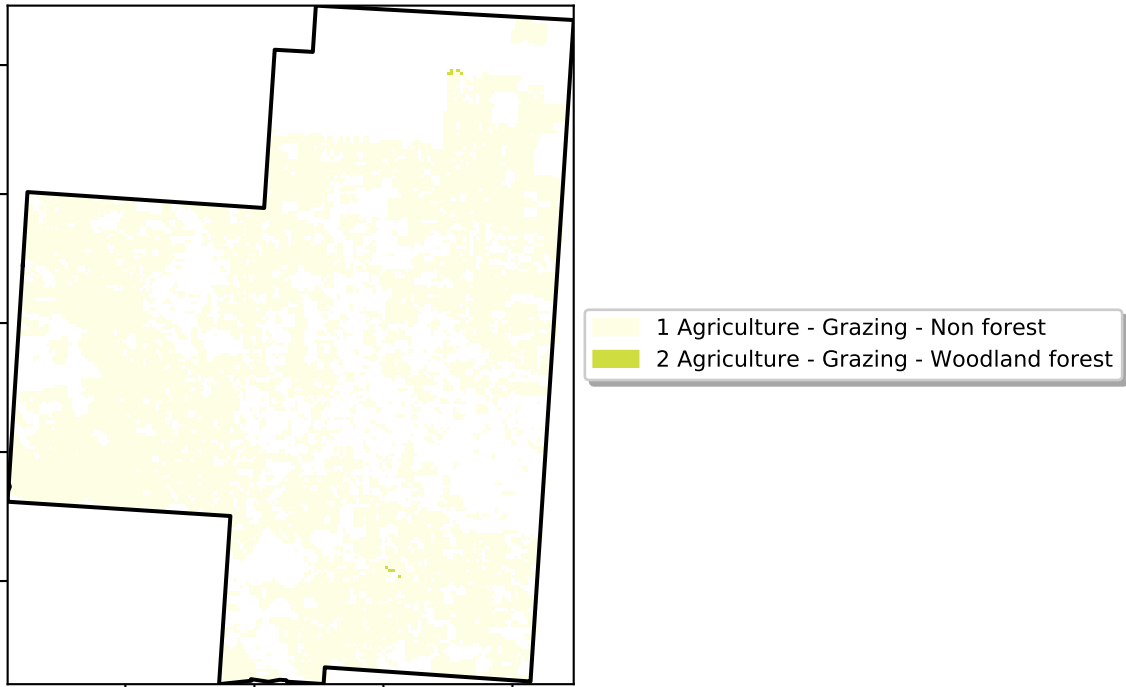 1 Agriculture - Grazing - Non forest
2 Agriculture - Grazing - Woodland forest